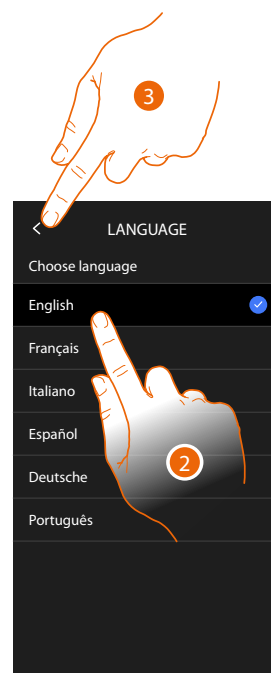 3
< LANGUAGE
Choose language
English
Français
Italiano
Español
2
Deutsche
Português